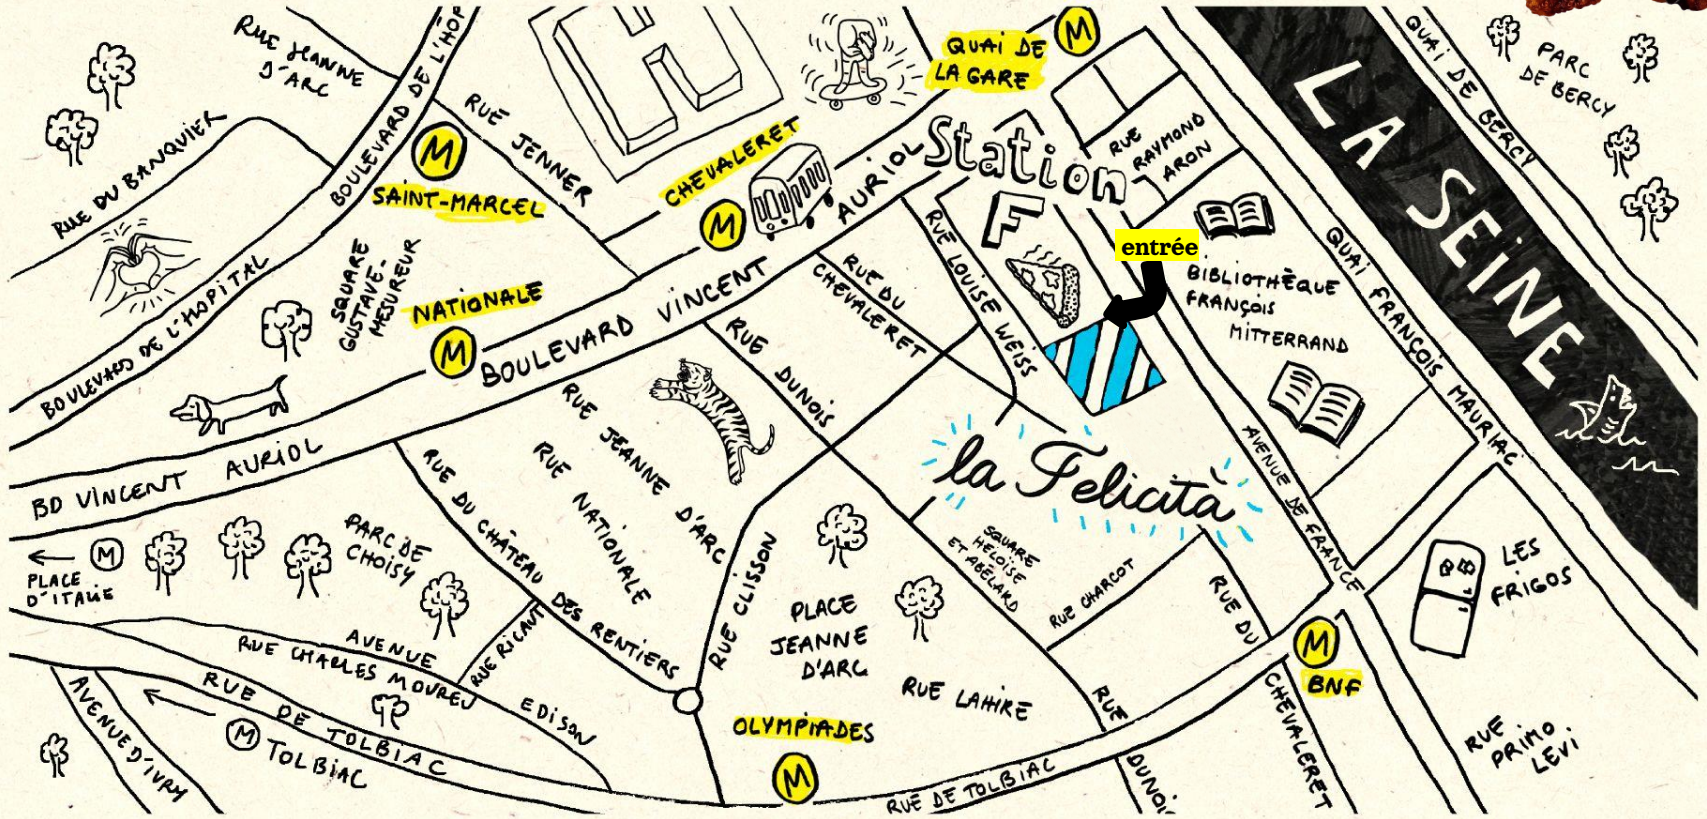 RUE JEANNE
D'ARC
BOULEVARD DE L'HÔP
RUE DU BANQUIER
RUE JENNER
M
SAINT-MARCEL
CHEVALERET
M
QUAI DE
LA GARE
M
Station
F
RUE
RAYMOND
ARON
QUAI DE BERCY
PARC
DE BERCY
LA SEINE
entrée
BIBLIOTHÈQUE
FRANÇOIS
MITTERRAND
QUAI FRANÇOIS MAURIAC
BOULEVARD DE L'HOPITAL
SQUARE
GUSTAVE-
MESUREUR
NATIONALE
M
BOULEVARD VINCENT AURIOL
RUE DU
CHEVALERET
RUE LOUISE WEISS
RUE DUNOIS
BD VINCENT AURIOL
RUE JEANNE D'ARC
RUE NATIONALE
la Felicità
AVENUE DE FRANCE
M
PLACE
D'ITALIE
PARC DE
CHOISY
RUE DU CHÂTEAU DES RENTIERS
RUE CLISSON
SQUARE
HÉLOÏSE
ET ABÉLARD
RUE CHARCOT
RUE DU CHEVALERET
LES
FRIGOS
PLACE
JEANNE
D'ARC
RUE LAHIRE
M
BNF
AVENUE EDISON
RUE CHARLES MOUREU
RUE RICAUT
RUE DE TOLBIAC
M TOLBIAC
AVENUE D'IVRY
OLYMPIADES
M
RUE DE TOLBIAC
RUE DUNOIS
RUE
PRIMO
LEVI